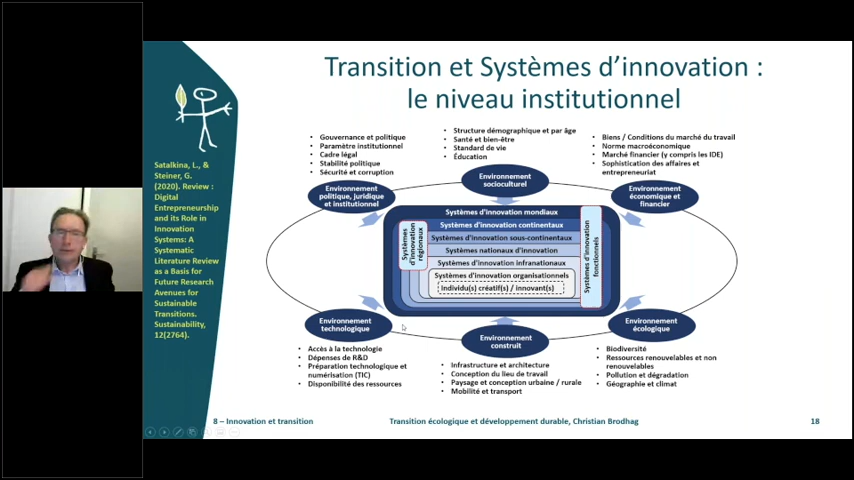 Transition et Systèmes d'innovation :
le niveau institutionnel
Satalkina, L., &
Steiner, G.
(2020). Review :
Digital
Entrepreneurship
and its Role in
Innovation
Systems: A
Systematic
Literature Review
as a Basis for
Future Research
Avenues for
Sustainable
Transitions.
Sustainability,
12(2764).
• Gouvernance et politique
• Paramètre institutionnel
• Cadre légal
• Stabilité politique
• Sécurité et corruption
• Structure démographique et par âge
• Santé et bien-être
• Standard de vie
• Éducation
• Biens / Conditions du marché du travail
• Norme macroéconomique
• Marché financier (y compris les IDE)
• Sophistication des affaires et
entrepreneuriat
Environnement
politique, juridique
et institutionnel
Environnement
socioculturel
Environnement
économique et
financier
Systèmes d'innovation mondiaux
Systèmes d'innovation continentaux
Systèmes d'innovation sous-continentaux
Systèmes nationaux d'innovation
Systèmes d'innovation infranationaux
Systèmes d'innovation organisationnels
Individu(s) créatif(s) / innovant(s)
Systèmes
d'innovation
régionaux
Systèmes d'innovation
fonctionnels
Environnement
technologique
Environnement
construit
Environnement
écologique
• Accès à la technologie
• Dépenses de R&D
• Préparation technologique et
numérisation (TIC)
• Disponibilité des ressources
• Infrastructure et architecture
• Conception du lieu de travail
• Paysage et conception urbaine / rurale
• Mobilité et transport
• Biodiversité
• Ressources renouvelables et non
renouvelables
• Pollution et dégradation
• Géographie et climat
8 – Innovation et transition
Transition écologique et développement durable, Christian Brodhag
18